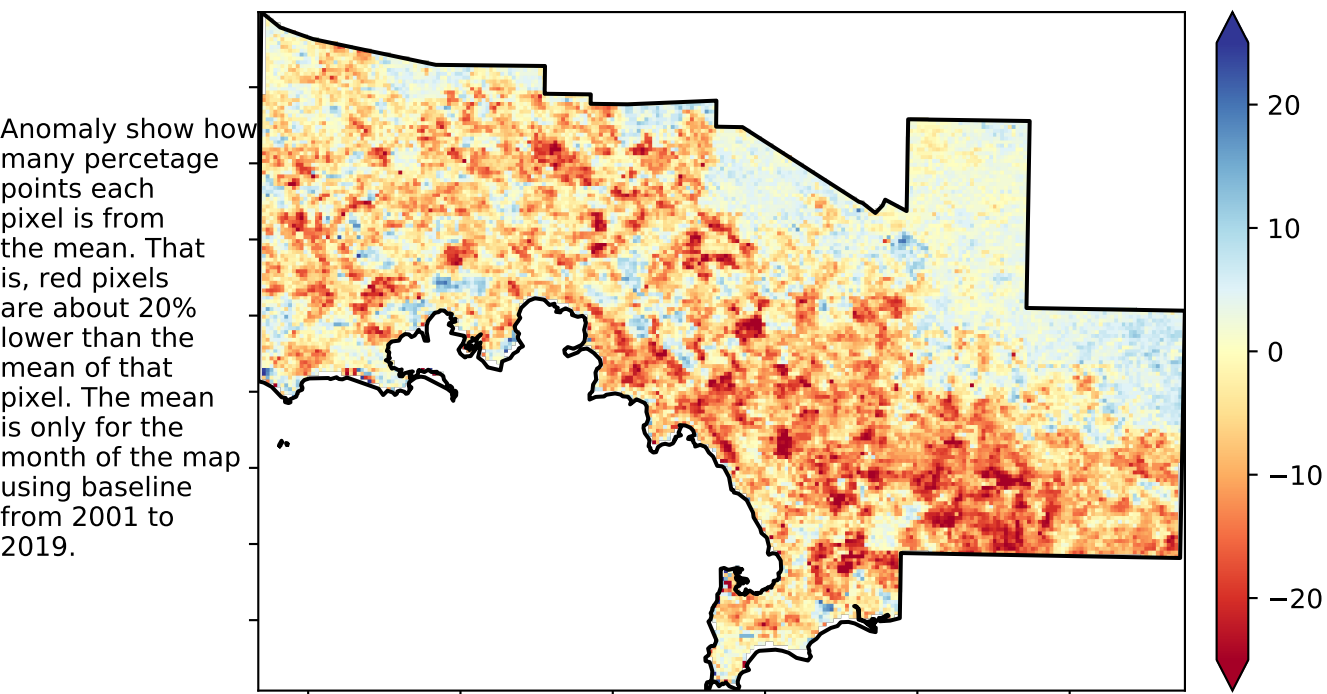 Anomaly show how
many percetage
points each
pixel is from
the mean. That
is, red pixels
are about 20%
lower than the
mean of that
pixel. The mean
is only for the
month of the map
using baseline
from 2001 to
2019.
20
10
0
−10
−20